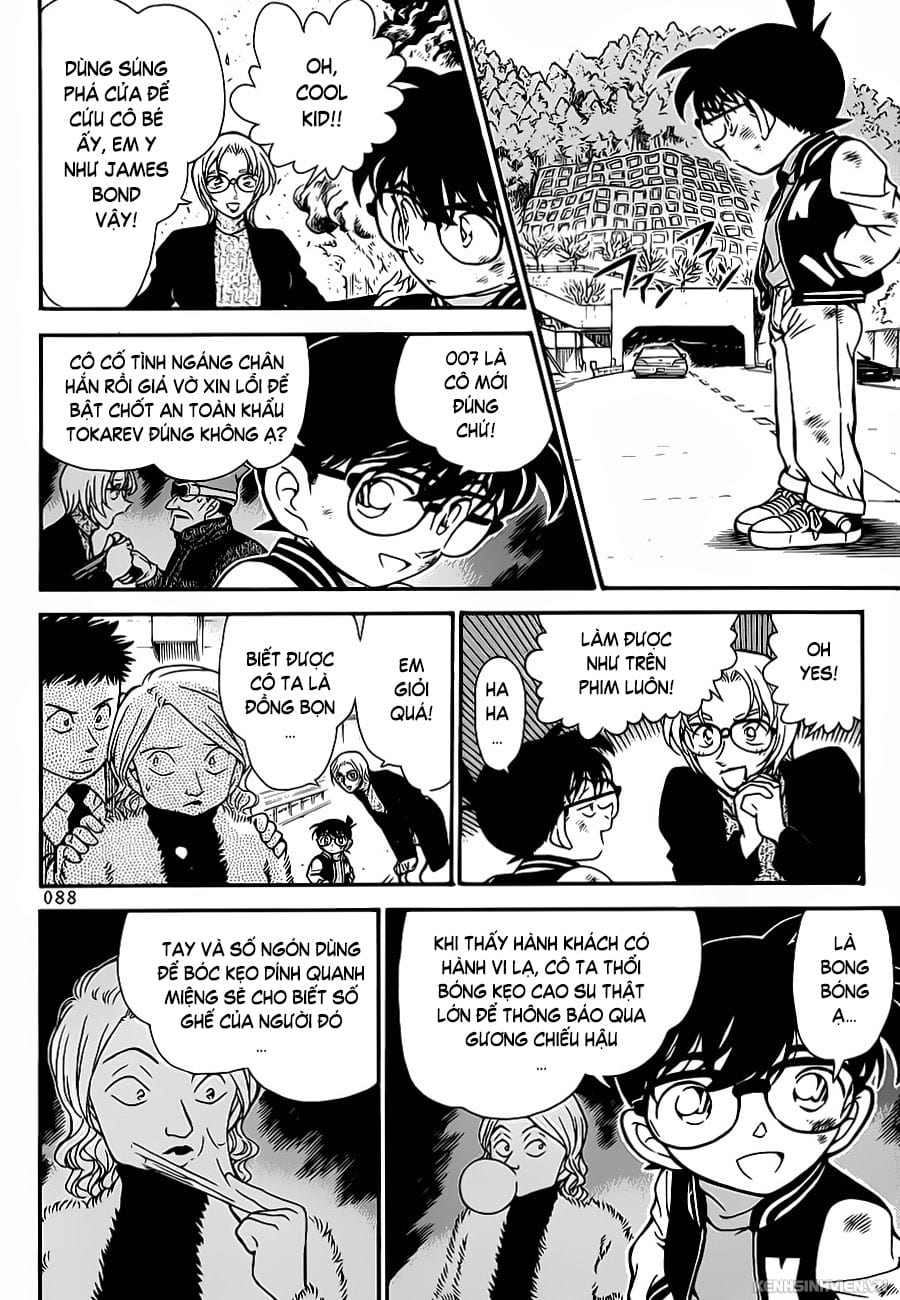 OH,
COOL
KID!!
DÙNG SÚNG
PHÁ CỬA ĐỂ
CỨU CÔ BÉ
ẤY, EM Y
NHƯ JAMES
BOND
VẬY!
007 LÀ
CÔ MỚI
ĐÚNG
CHỨ!
CÔ CỐ TÌNH NGÁNG CHÂN
HẮN RỒI GIẢ VỜ XIN LỖI ĐỂ
BẬT CHỐT AN TOÀN KHẨU
TOKAREV ĐÚNG KHÔNG Ạ?
OH
YES!
LÀM ĐƯỢC
NHƯ TRÊN
PHIM LUÔN!
HA
HA
...
EM
GIỎI
QUÁ!
BIẾT ĐƯỢC
CÔ TA LÀ
ĐỒNG BỌN
...
088
LÀ
BONG
BÓNG
Ạ...
KHI THẤY HÀNH KHÁCH CÓ
HÀNH VI LẠ, CÔ TA THỔI
BÓNG KẸO CAO SU THẬT
LỚN ĐỂ THÔNG BÁO QUA
GƯƠNG CHIẾU HẬU
...
TAY VÀ SỐ NGÓN DÙNG
ĐỂ BÓC KẸO DÍNH QUANH
MIỆNG SẼ CHO BIẾT SỐ
GHẾ CỦA NGƯỜI ĐÓ
...
M
KENHSINHVIEN.V